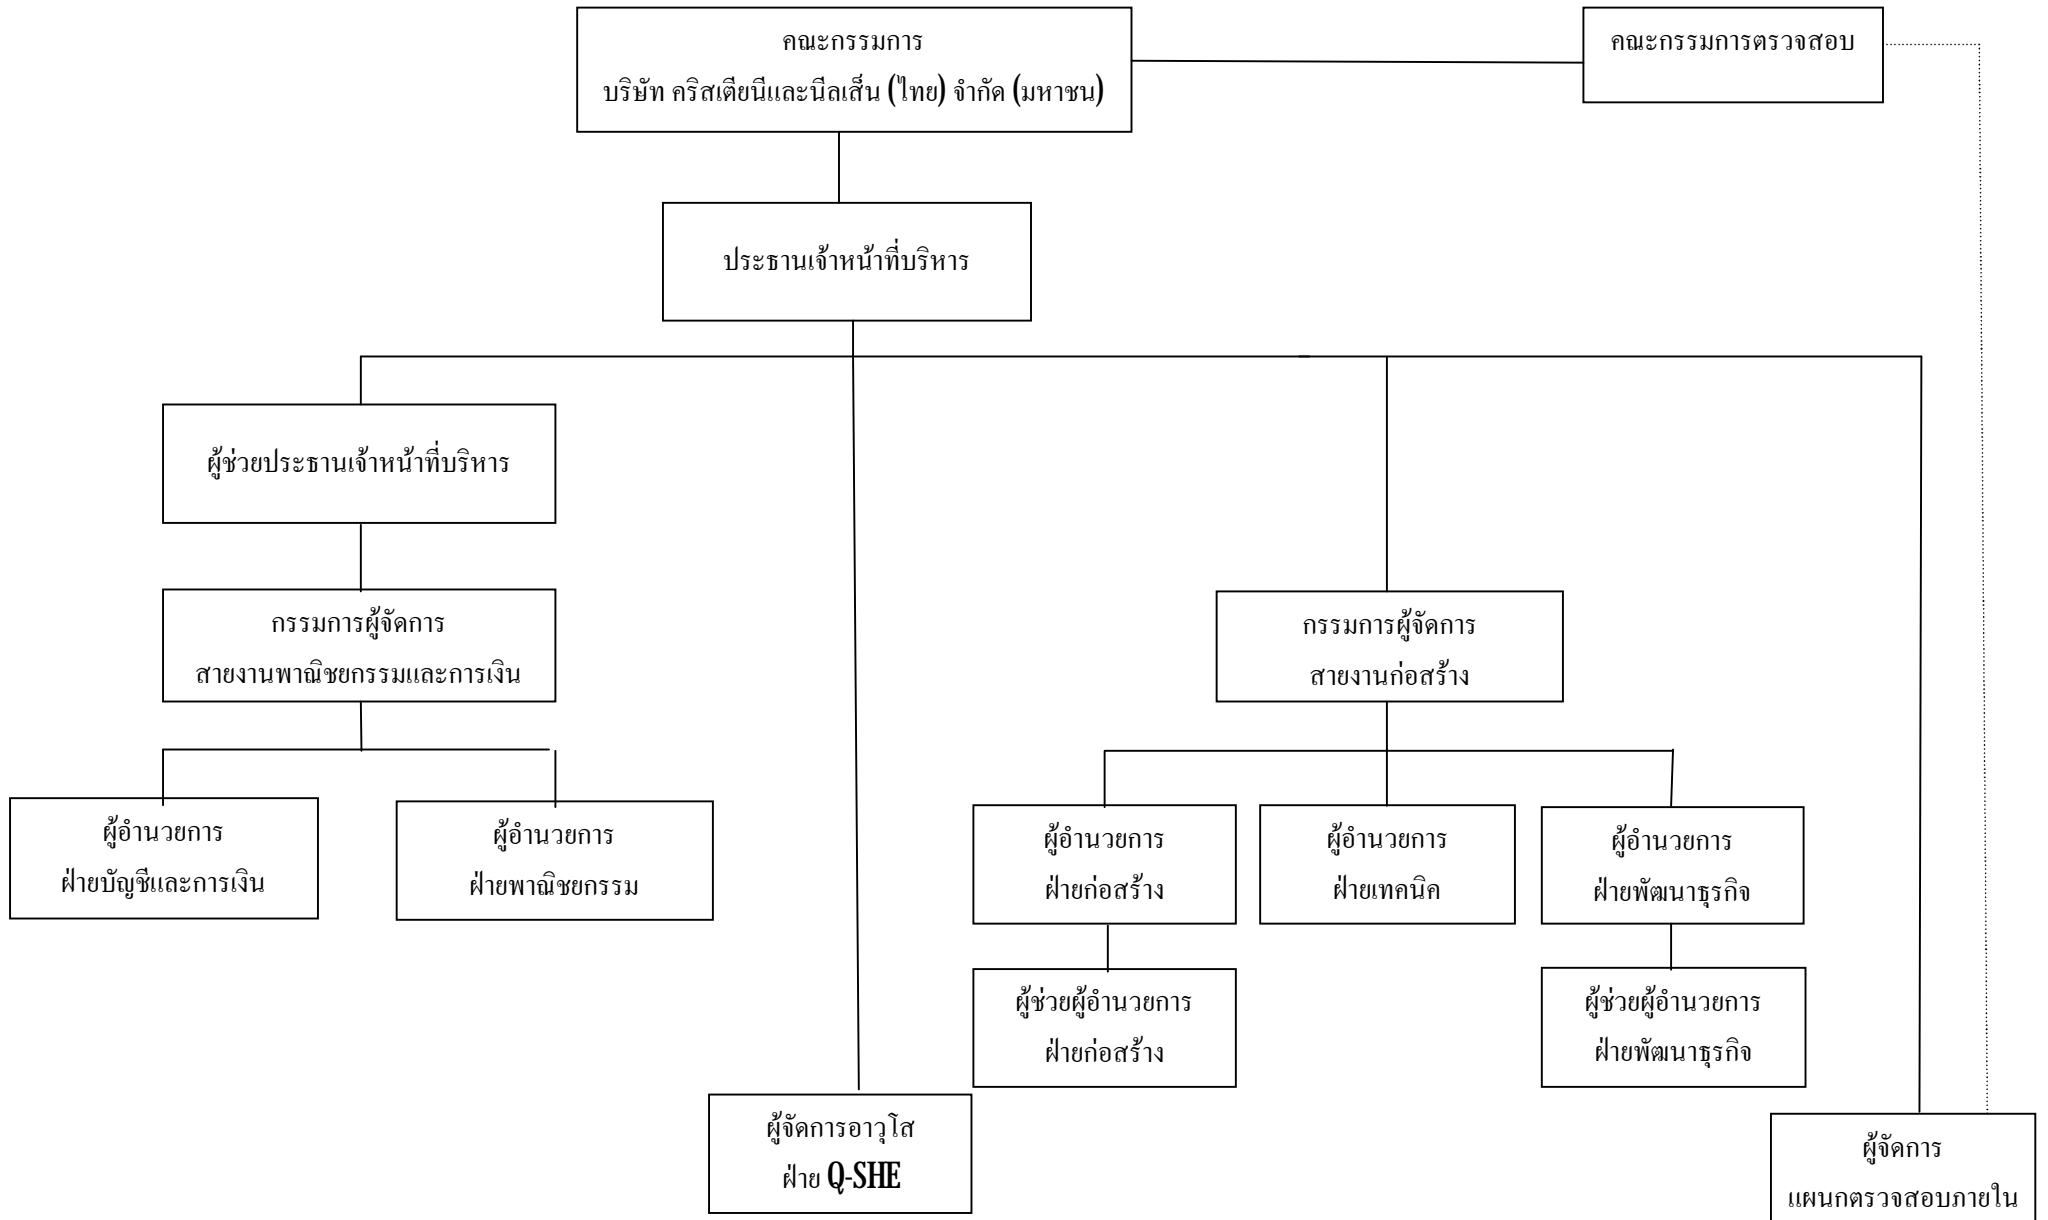 คณะกรรมการ
บริษัท คริสเตียนีและนีลเส็น (ไทย) จำกัด (มหาชน)
คณะกรรมการตรวจสอบ
ประธานเจ้าหน้าที่บริหาร
ผู้ช่วยประธานเจ้าหน้าที่บริหาร
กรรมการผู้จัดการ
สายงานพาณิชยกรรมและการเงิน
กรรมการผู้จัดการ
สายงานก่อสร้าง
ผู้อำนวยการ
ฝ่ายบัญชีและการเงิน
ผู้อำนวยการ
ฝ่ายพาณิชยกรรม
ผู้อำนวยการ
ฝ่ายก่อสร้าง
ผู้อำนวยการ
ฝ่ายเทคนิค
ผู้อำนวยการ
ฝ่ายพัฒนาธุรกิจ
ผู้ช่วยผู้อำนวยการ
ฝ่ายก่อสร้าง
ผู้ช่วยผู้อำนวยการ
ฝ่ายพัฒนาธุรกิจ
ผู้จัดการอาวุโส
ฝ่าย Q-SHE
ผู้จัดการ
แผนกตรวจสอบภายใน